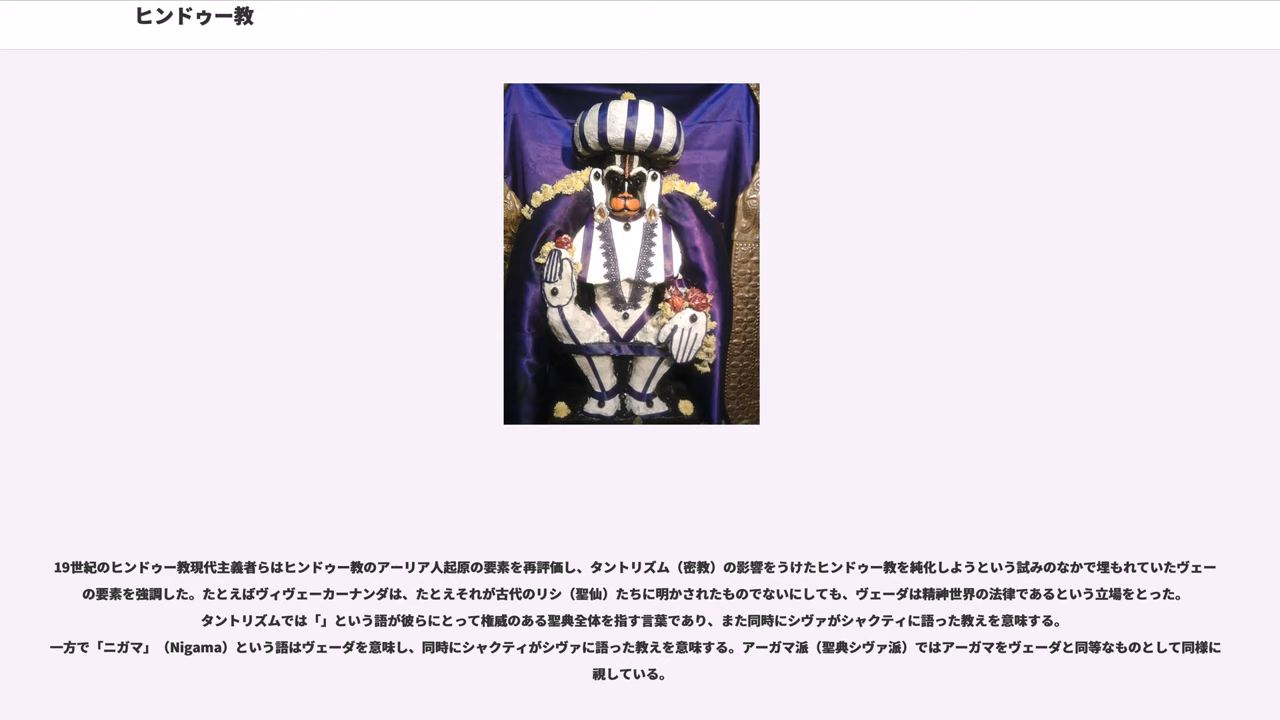 ヒンドゥー教
19世紀のヒンドゥー教現代主義者らはヒンドゥー教のアーリア人起原の要素を再評価し、タントリズム（密教）の影響をうけたヒンドゥー教を純化しようという試みのなかで埋もれていたヴェー
の要素を強調した。たとえばヴィヴェーカーナンダは、たとえそれが古代のリシ（聖仙）たちに明かされたものでないにしても、ヴェーダは精神世界の法律であるという立場をとった。
タントリズムでは「」という語が彼らにとって権威のある聖典全体を指す言葉であり、また同時にシヴァがシャクティに語った教えを意味する。
一方で「ニガマ」（Nigama）という語はヴェーダを意味し、同時にシャクティがシヴァに語った教えを意味する。アーガマ派（聖典シヴァ派）ではアーガマをヴェーダと同等なものとして同様に
視している。